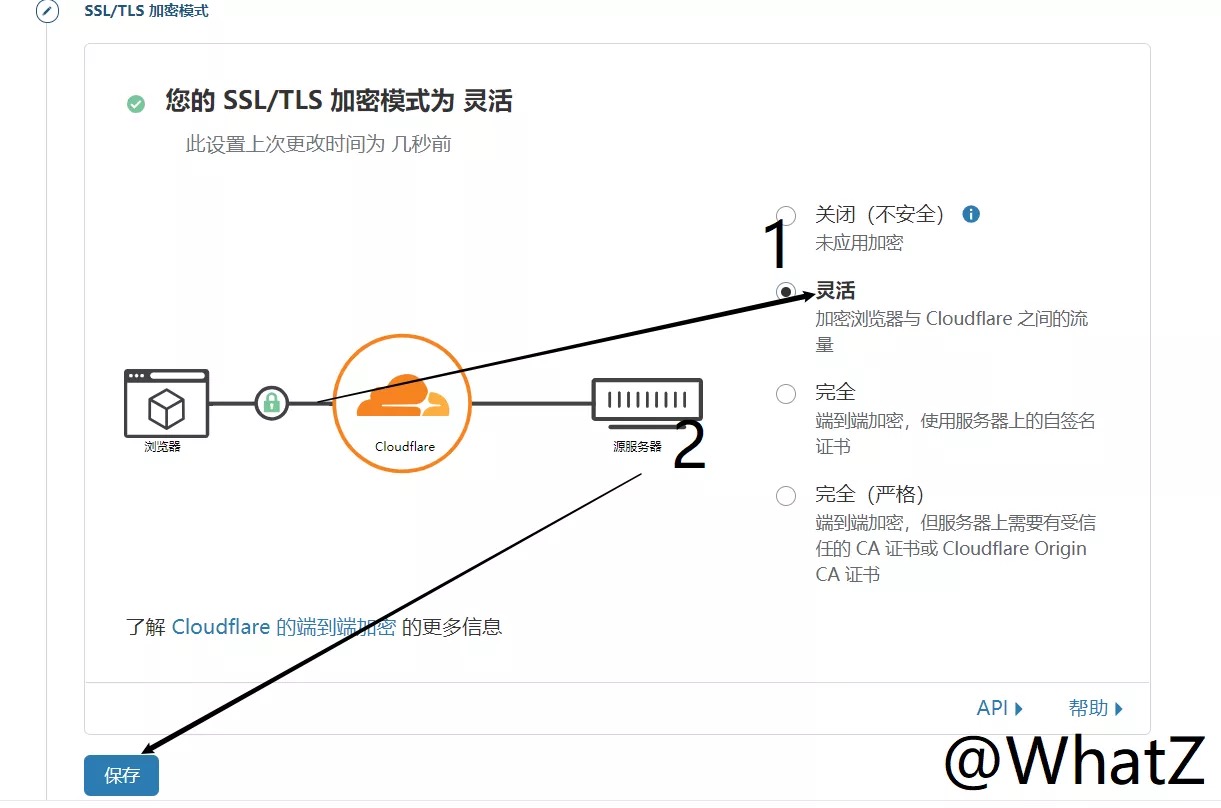 SSL/TLS 加密模式
您的 SSL/TLS 加密模式为 灵活
此设置上次更改时间为 几秒前
关闭（不安全）
未应用加密
1
灵活
加密浏览器与 Cloudflare 之间的流
量
完全
端到端加密，使用服务器上的自签名
证书
浏览器
Cloudflare
源服务器
2
完全（严格）
端到端加密，但服务器上需要有受信
任的 CA 证书或 Cloudflare Origin
CA 证书
了解 Cloudflare 的端到端加密 的更多信息
API
帮助
@WhatZ
保存